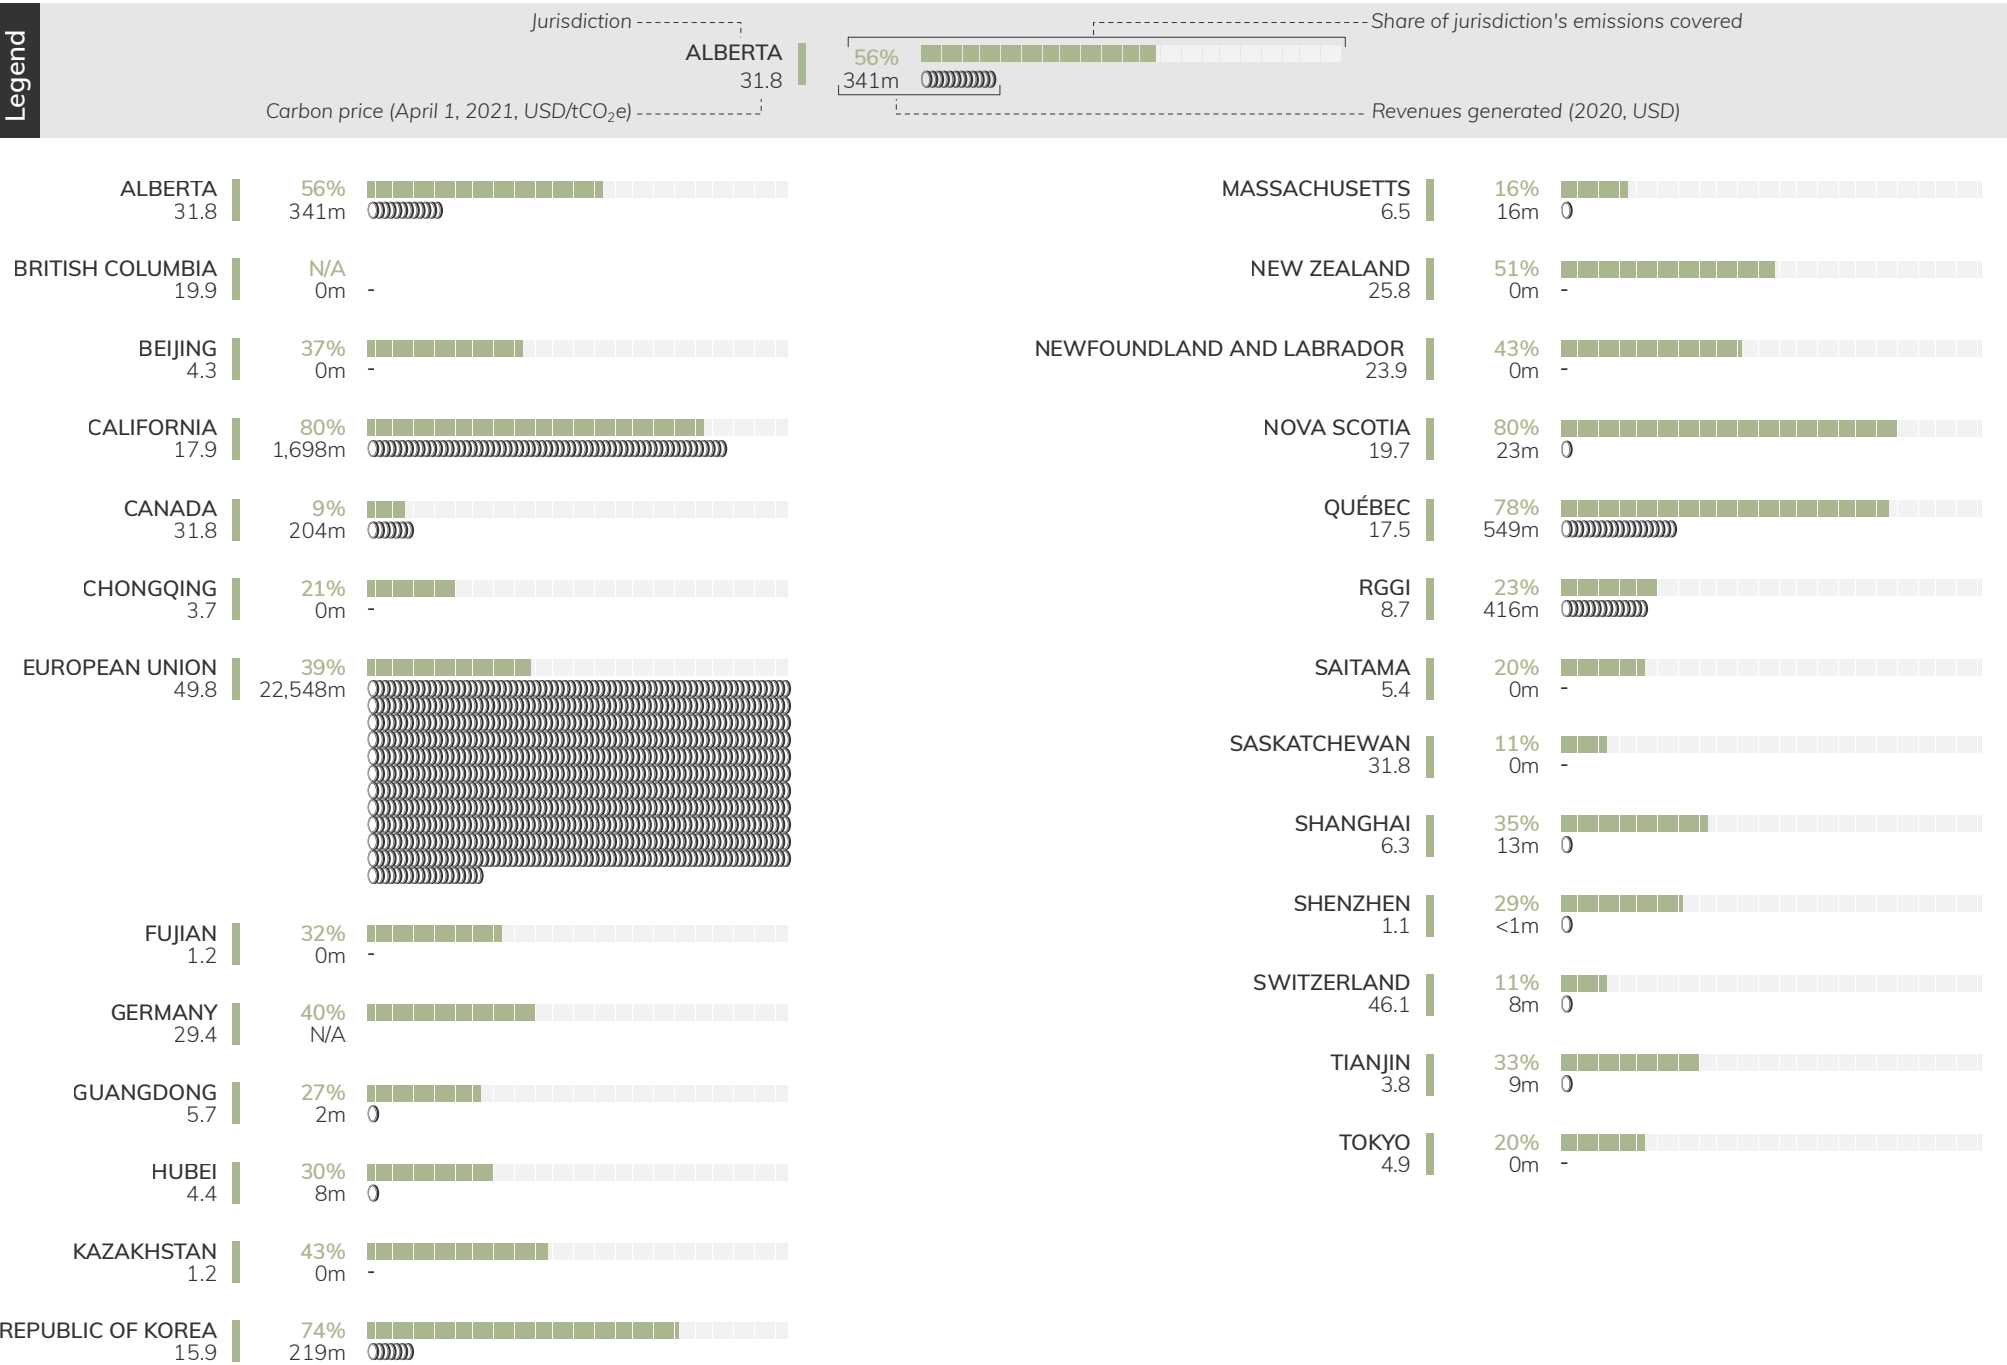 Legend
Jurisdiction
Share of jurisdiction's emissions covered
ALBERTA
56%
31.8
341m
Carbon price (April 1, 2021, USD/tCO₂e)
Revenues generated (2020, USD)
ALBERTA 56%
31.8 341m
BRITISH COLUMBIA N/A
19.9 0m -
BEIJING 37%
4.3 0m -
CALIFORNIA 80%
17.9 1,698m
CANADA 9%
31.8 204m
CHONGQING 21%
3.7 0m -
EUROPEAN UNION 39%
49.8 22,548m
FUJIAN 32%
1.2 0m -
GERMANY 40%
29.4 N/A
GUANGDONG 27%
5.7 2m
HUBEI 30%
4.4 8m
KAZAKHSTAN 43%
1.2 0m -
REPUBLIC OF KOREA 74%
15.9 219m
MASSACHUSETTS 16%
6.5 16m
NEW ZEALAND 51%
25.8 0m -
NEWFOUNDLAND AND LABRADOR 43%
23.9 0m -
NOVA SCOTIA 80%
19.7 23m
QUÉBEC 78%
17.5 549m
RGGI 23%
8.7 416m
SAITAMA 20%
5.4 0m -
SASKATCHEWAN 11%
31.8 0m -
SHANGHAI 35%
6.3 13m
SHENZHEN 29%
1.1 <1m
SWITZERLAND 11%
46.1 8m
TIANJIN 33%
3.8 9m
TOKYO 20%
4.9 0m -